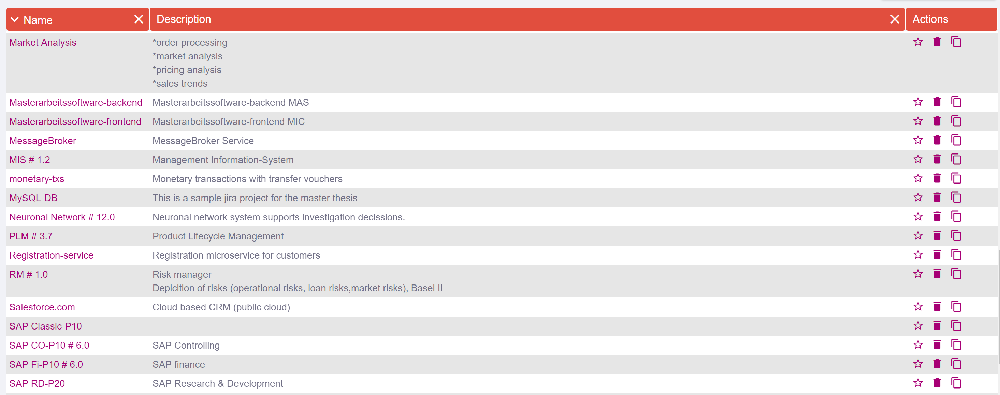 Name
Description
Actions
Market Analysis
*order processing
*market analysis
*pricing analysis
*sales trends
Masterarbeitssoftware-backend
Masterarbeitssoftware-backend MAS
Masterarbeitssoftware-frontend
Masterarbeitssoftware-frontend MIC
MessageBroker
MessageBroker Service
MIS # 1.2
Management Information-System
monetary-txs
Monetary transactions with transfer vouchers
MySQL-DB
This is a sample jira project for the master thesis
Neuronal Network # 12.0
Neuronal network system supports investigation decissions.
PLM # 3.7
Product Lifecycle Management
Registration-service
Registration microservice for customers
RM # 1.0
Risk manager
Depicition of risks (operational risks, loan risks,market risks), Basel II
Salesforce.com
Cloud based CRM (public cloud)
SAP Classic-P10
SAP CO-P10 # 6.0
SAP Controlling
SAP Fi-P10 # 6.0
SAP finance
SAP RD-P20
SAP Research & Development